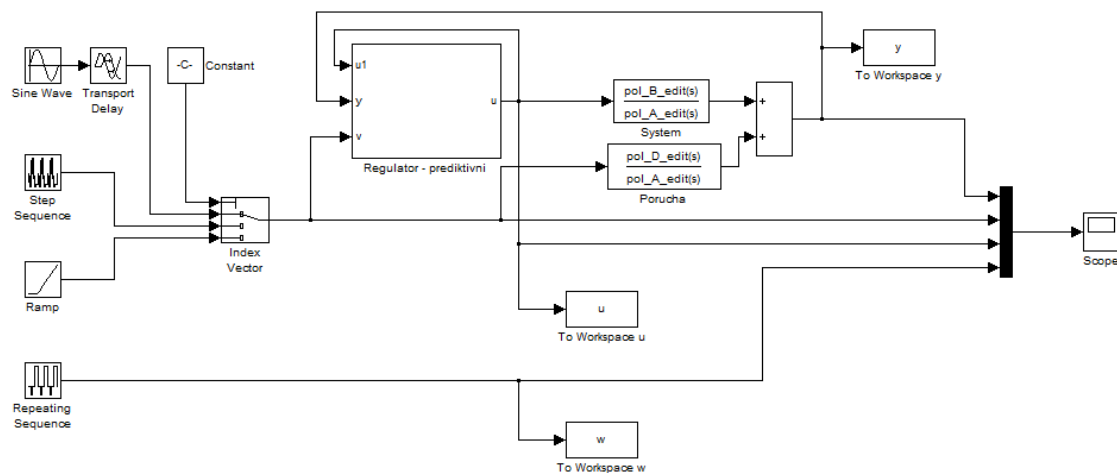 y
To Workspace y
-C-
Constant
Sine Wave
Transport
Delay
u1
y
v
u
Regulator - prediktivni
pol_B_edit(s)
pol_A_edit(s)
System
+
+
pol_D_edit(s)
pol_A_edit(s)
Porucha
Step
Sequence
Index
Vector
Scope
Ramp
u
To Workspace u
Repeating
Sequence
w
To Workspace w